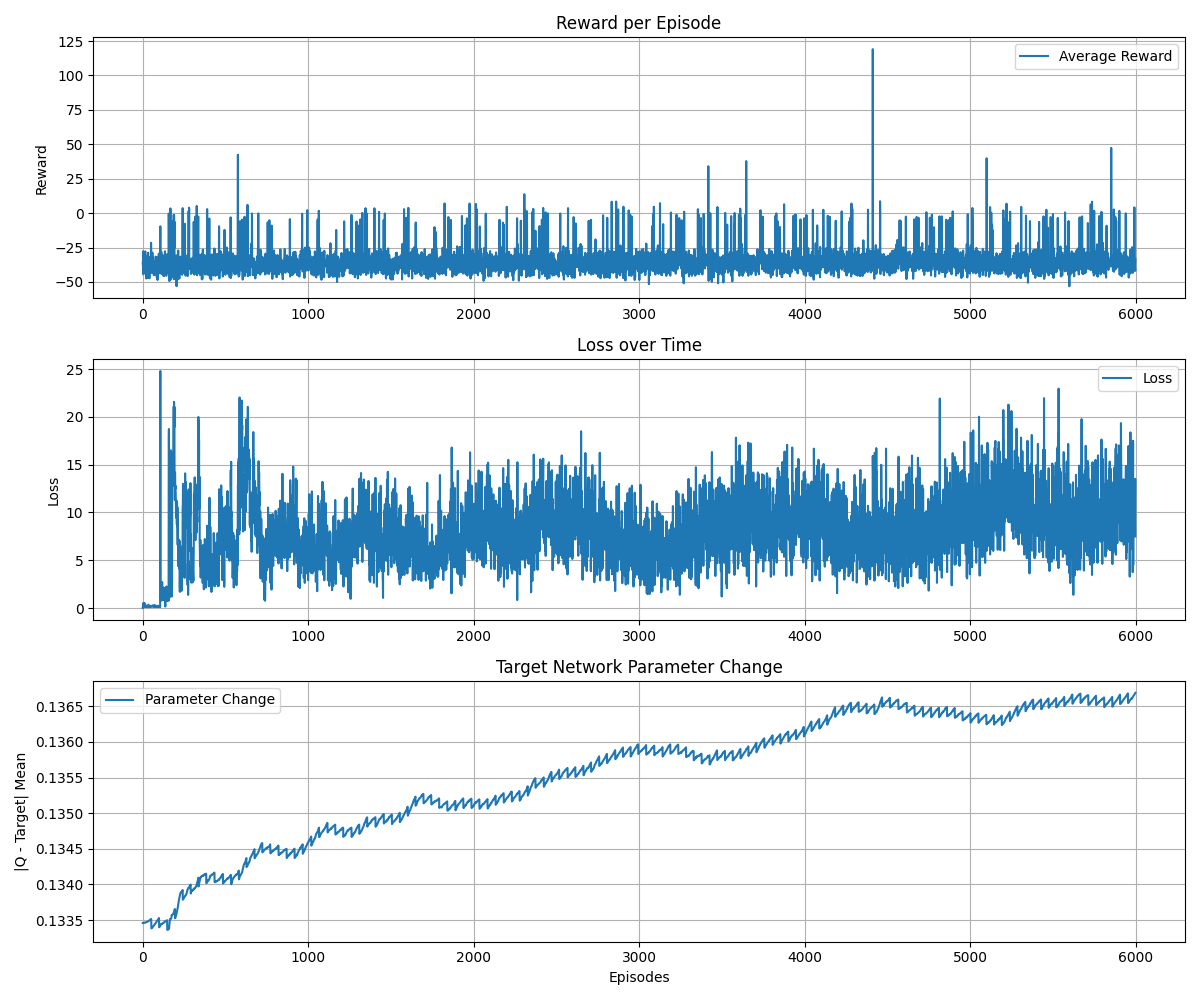 Reward per Episode
125
100
75
50
25
0
−25
−50
Reward
Average Reward
0 1000 2000 3000 4000 5000 6000
Loss over Time
25
20
15
10
5
0
Loss
Loss
0 1000 2000 3000 4000 5000 6000
Target Network Parameter Change
0.1365
0.1360
0.1355
0.1350
0.1345
0.1340
0.1335
|Q - Target| Mean
Parameter Change
0 1000 2000 3000 4000 5000 6000
Episodes